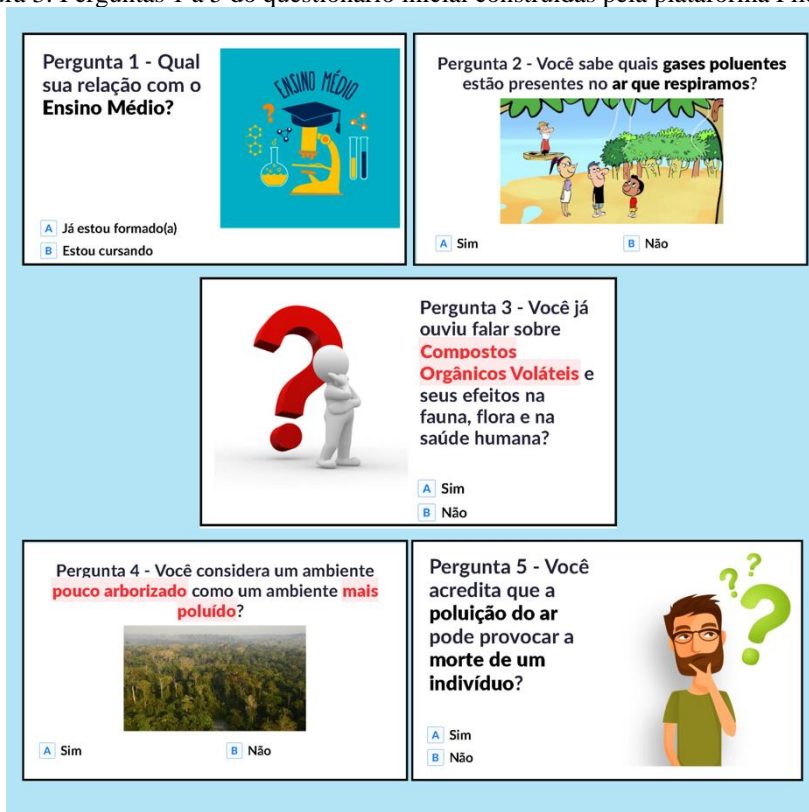 Perguntas 1 a 5 do questionário inicial construídas pela plataforma
Pergunta 1 - Qual
sua relação com o
Ensino Médio?
ENSINO MÉDIO
A Já estou formado(a)
B Estou cursando
Pergunta 2 - Você sabe quais gases poluentes
estão presentes no ar que respiramos?
A Sim
B Não
Pergunta 3 - Você já
ouviu falar sobre
Compostos
Orgânicos Voláteis e
seus efeitos na
fauna, flora e na
saúde humana?
A Sim
B Não
Pergunta 4 - Você considera um ambiente
pouco arborizado como um ambiente mais
poluído?
A Sim
B Não
Pergunta 5 - Você
acredita que a
poluição do ar
pode provocar a
morte de um
indivíduo?
A Sim
B Não